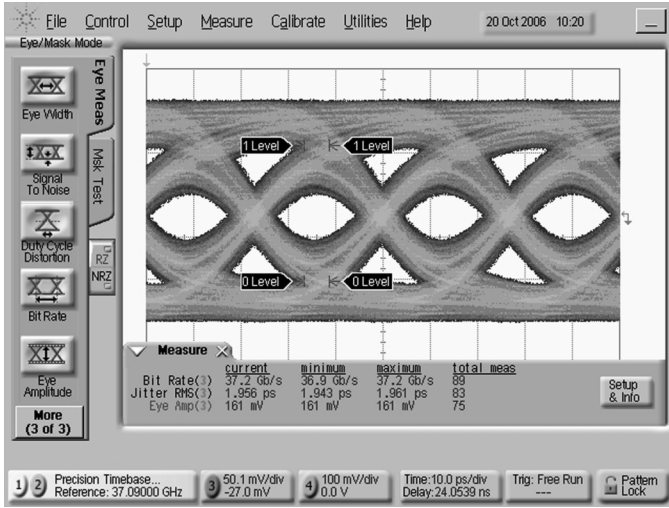 File Control Setup Measure Calibrate Utilities Help 20 Oct 2006 10:20
Eye/Mask Mode
Eye Meas
Msk Test
RZ
NRZ
Eye Width
Signal
To Noise
Duty Cycle
Distortion
Bit Rate
Eye
Amplitude
More
(3 of 3)
1 Level 1 Level
0 Level 0 Level
Measure
current minimum maximum total meas
Bit Rate(3) 37.2 Gb/s 36.9 Gb/s 37.2 Gb/s 89
Jitter RMS(3) 1.956 ps 1.943 ps 1.961 ps 83
Eye Amp(3) 161 mV 161 mV 161 mV 75
Setup
& Info
1 2 Precision Timebase...
Reference: 37.09000 GHz
3 50.1 mV/div
-27.0 mV
4 100 mV/div
0.0 V
Time:10.0 ps/div
Delay:24.0539 ns
Trig: Free Run
---
Pattern
Lock